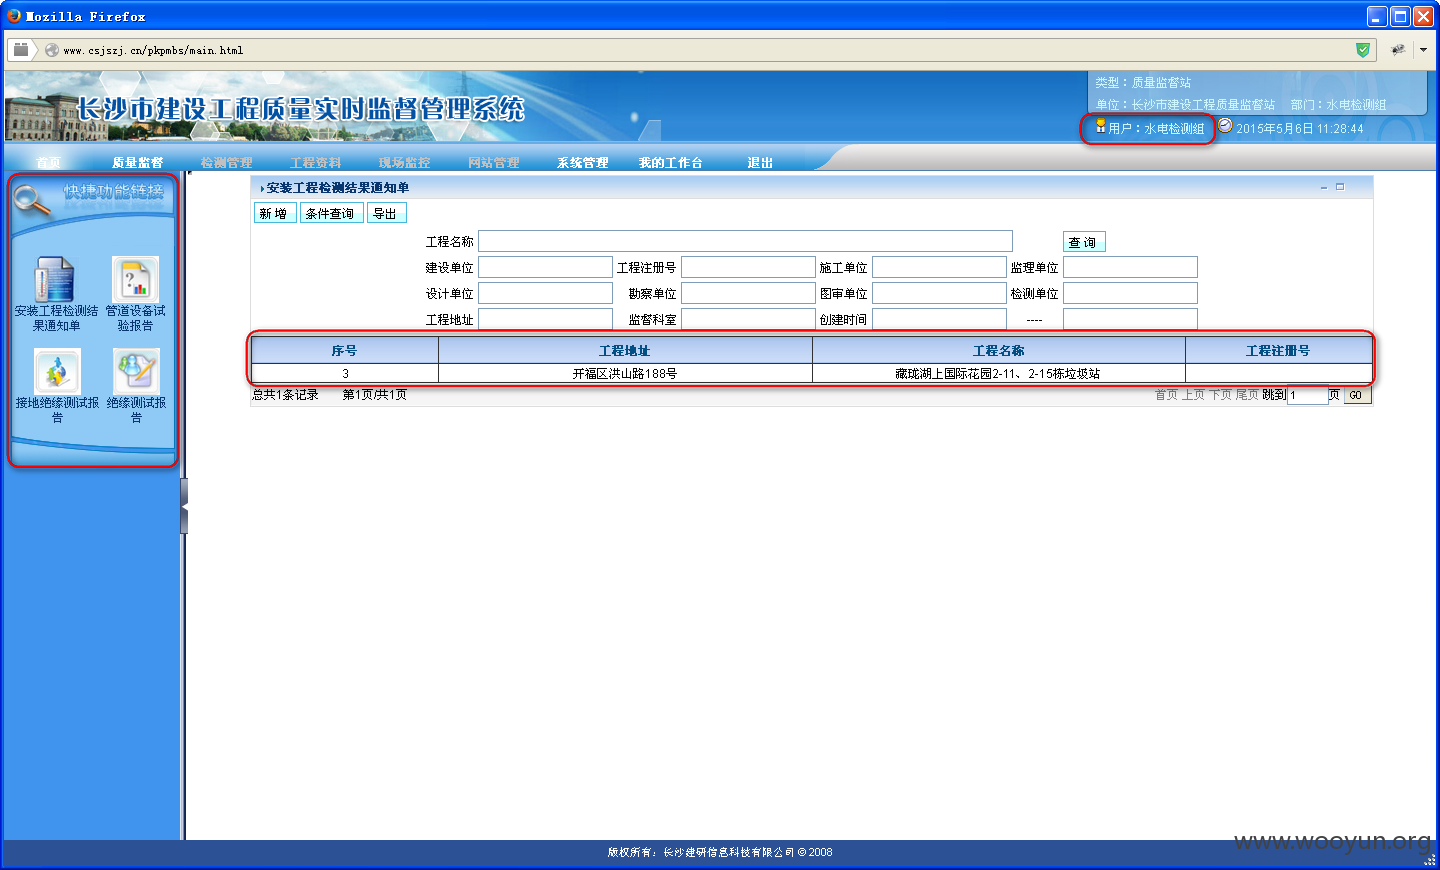 Mozilla Firefox
www.csjszj.cn/pkpmbs/main.html
长沙市建设工程质量实时监督管理系统
类型：质量监督站
单位：长沙市建设工程质量监督站 部门：水电检测组
用户：水电检测组 2015年5月6日 11:28:44
首页 质量监督 检测管理 工程资料 现场监控 网站管理 系统管理 我的工作台 退出
快捷功能链接
安装工程检测结果通知单
管道设备试验报告
接地绝缘测试报告
绝缘测试报告
安装工程检测结果通知单
新增 条件查询 导出
工程名称 查询
建设单位 工程注册号 施工单位 监理单位
设计单位 勘察单位 图审单位 检测单位
工程地址 监督科室 创建时间 ----
序号 工程地址 工程名称 工程注册号
3 开福区洪山路188号 藏珑湖上国际花园2-11、2-15栋垃圾站
总共1条记录 第1页/共1页 首页 上页 下页 尾页 跳到 1 页 GO
版权所有：长沙建研信息科技有限公司 © 2008
www.wooyun.org